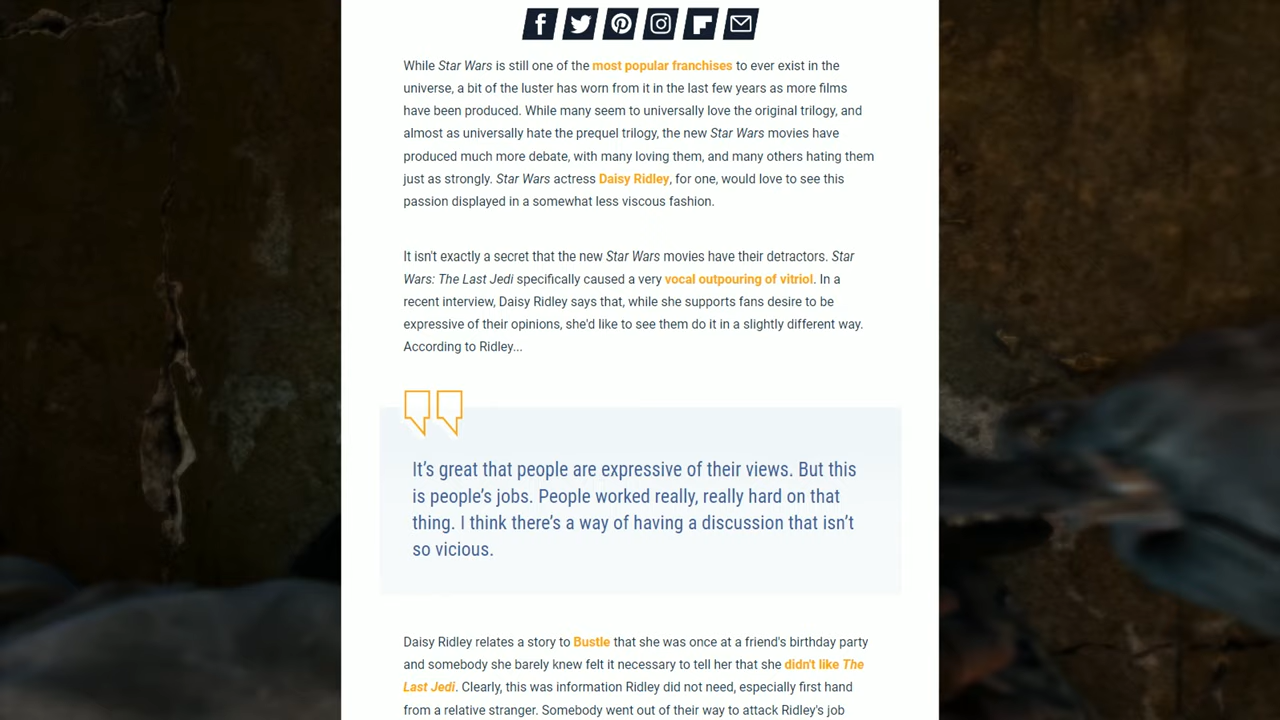 While Star Wars is still one of the most popular franchises to ever exist in the
universe, a bit of the luster has worn from it in the last few years as more films
have been produced. While many seem to universally love the original trilogy, and
almost as universally hate the prequel trilogy, the new Star Wars movies have
produced much more debate, with many loving them, and many others hating them
just as strongly. Star Wars actress Daisy Ridley, for one, would love to see this
passion displayed in a somewhat less viscous fashion.
It isn't exactly a secret that the new Star Wars movies have their detractors. Star
Wars: The Last Jedi specifically caused a very vocal outpouring of vitriol. In a
recent interview, Daisy Ridley says that, while she supports fans desire to be
expressive of their opinions, she'd like to see them do it in a slightly different way.
According to Ridley...
It’s great that people are expressive of their views. But this
is people’s jobs. People worked really, really hard on that
thing. I think there’s a way of having a discussion that isn’t
so vicious.
Daisy Ridley relates a story to Bustle that she was once at a friend's birthday party
and somebody she barely knew felt it necessary to tell her that she didn't like The
Last Jedi. Clearly, this was information Ridley did not need, especially first hand
from a relative stranger. Somebody went out of their way to attack Ridley's job